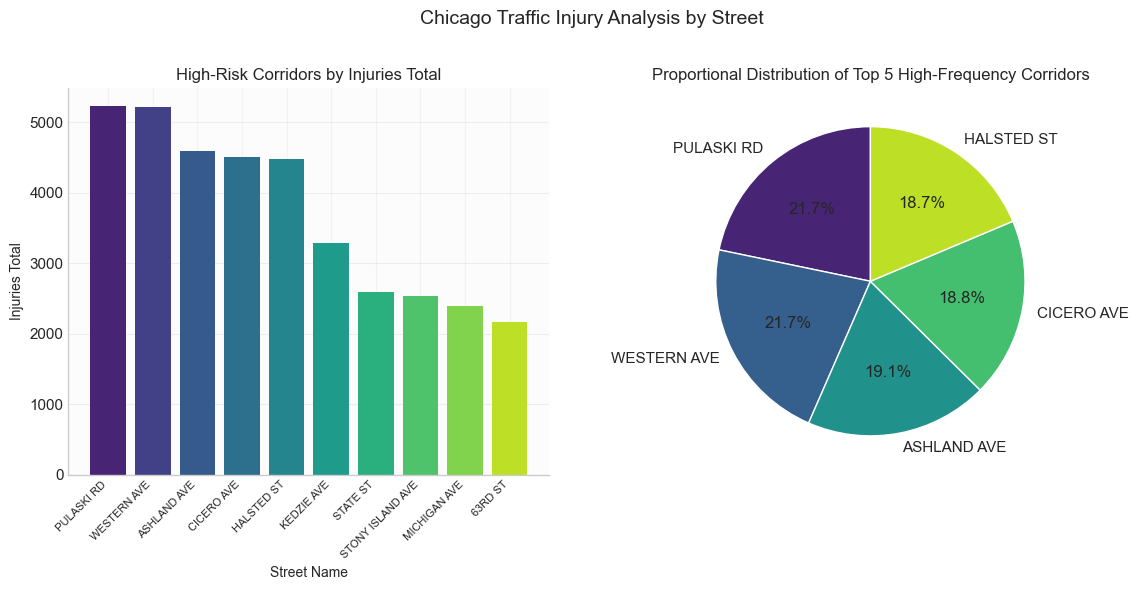 Chicago Traffic Injury Analysis by Street
High-Risk Corridors by Injuries Total
Injuries Total
5000
4000
3000
2000
1000
0
PULASKI RD
WESTERN AVE
ASHLAND AVE
CICERO AVE
HALSTED ST
KEDZIE AVE
STATE ST
STONY ISLAND AVE
MICHIGAN AVE
63RD ST
Street Name
Proportional Distribution of Top 5 High-Frequency Corridors
PULASKI RD
21.7%
WESTERN AVE
21.7%
ASHLAND AVE
19.1%
CICERO AVE
18.8%
HALSTED ST
18.7%